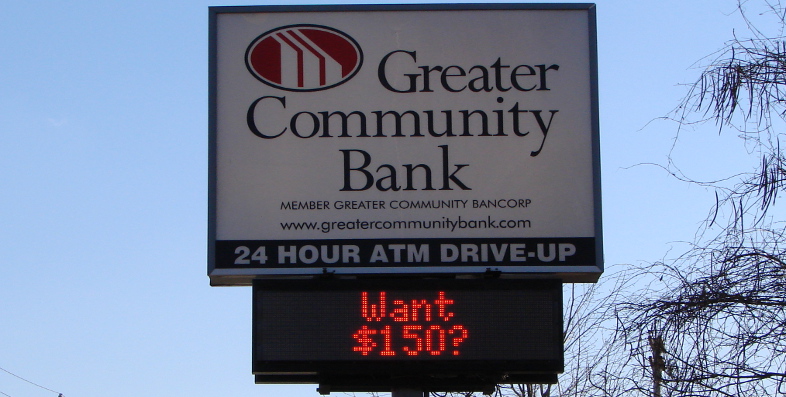 Greater
Community
Bank
MEMBER GREATER COMMUNITY BANCORP
www.greatercommunitybank.com
24 HOUR ATM DRIVE-UP
Want
$150?